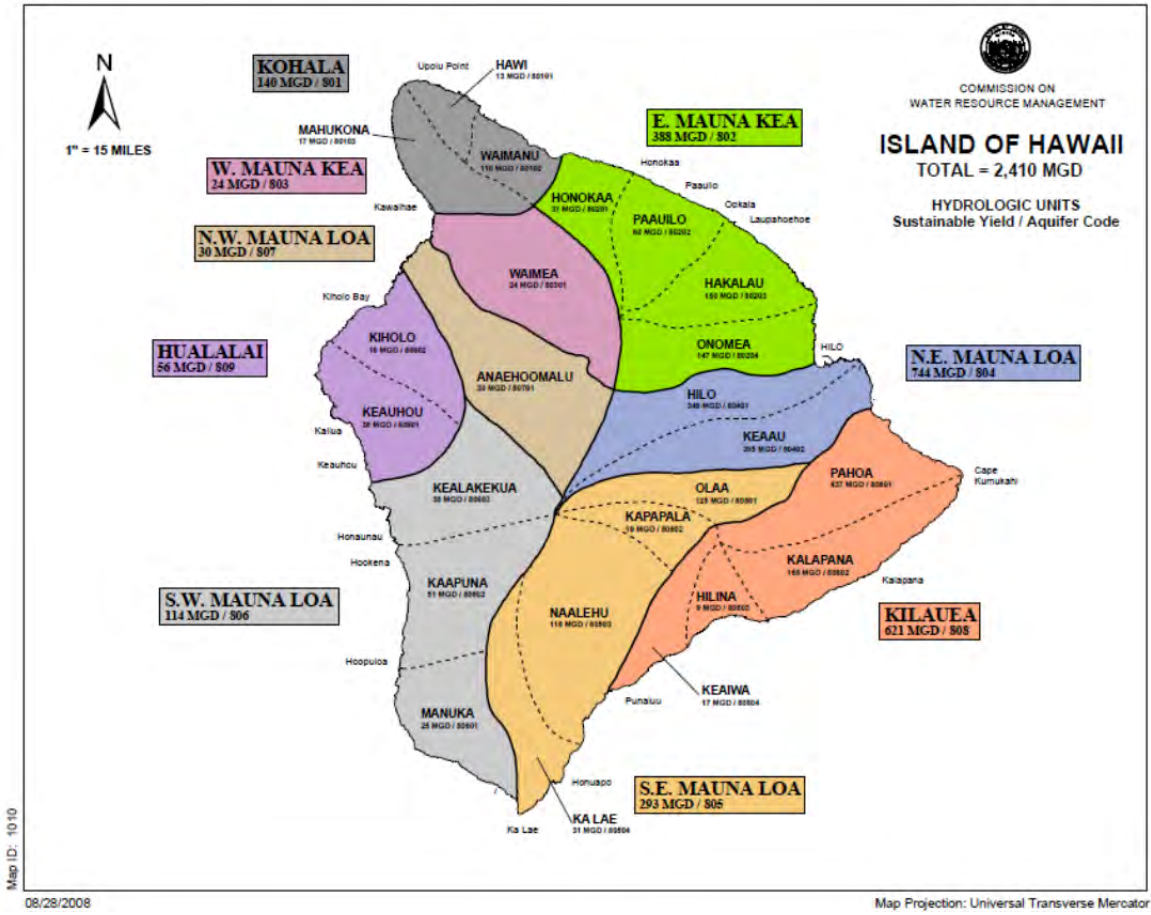 COMMISSION ON
WATER RESOURCE MANAGEMENT
ISLAND OF HAWAII
TOTAL = 2,410 MGD
HYDROLOGIC UNITS
Sustainable Yield / Aquifer Code
N
1" = 15 MILES
KOHALA
140 MGD / 801
Upolu Point
HAWI
13 MGD / 80101
MAHUKONA
17 MGD / 80103
WAIMANU
110 MGD / 80102
E. MAUNA KEA
388 MGD / 802
W. MAUNA KEA
24 MGD / 803
Kawaihae
HONOKAA
31 MGD / 80201
Honokaa
Paauilo
Ookala
Laupahoehoe
PAAUILO
60 MGD / 80202
N.W. MAUNA LOA
30 MGD / 807
WAIMEA
24 MGD / 80301
HAKALAU
150 MGD / 80203
Kiholo Bay
KIHOLO
18 MGD / 80902
ONOMEA
147 MGD / 80204
HILO
HUALALAI
56 MGD / 809
N.E. MAUNA LOA
744 MGD / 804
ANAEHOOMALU
30 MGD / 80701
HILO
349 MGD / 80401
KEAUHOU
38 MGD / 80901
Kailua
KEAAU
395 MGD / 80402
Keauhou
KEALAKEKUA
38 MGD / 80603
OLAA
125 MGD / 80501
PAHOA
437 MGD / 80801
Cape
Kumukahi
KAPAPALA
19 MGD / 80502
Honaunau
Hookena
KAAPUNA
51 MGD / 80602
KALAPANA
158 MGD / 80802
Kalapana
S.W. MAUNA LOA
114 MGD / 806
NAALEHU
118 MGD / 80503
HILINA
9 MGD / 80803
KILAUEA
621 MGD / 808
Hoopuloa
KEAIWA
17 MGD / 80804
Punaluu
MANUKA
25 MGD / 80601
Honuapo
S.E. MAUNA LOA
293 MGD / 805
KA LAE
31 MGD / 80504
Ka Lae
Map ID: 1010
08/28/2008
Map Projection: Universal Transverse Mercator